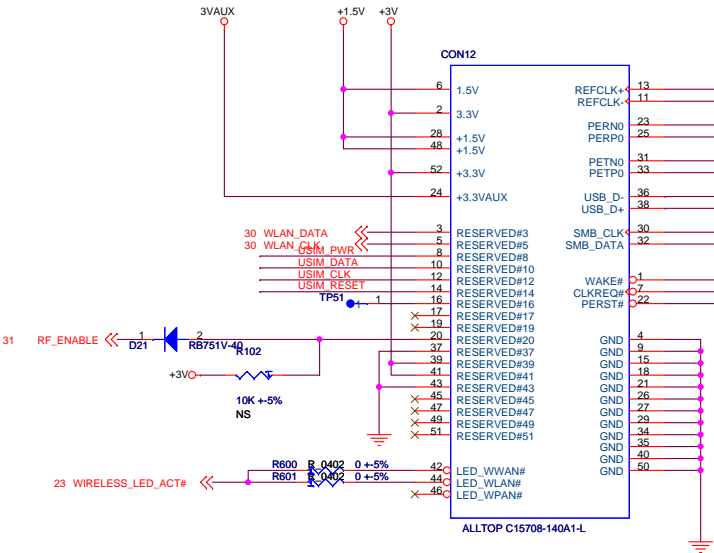 3VAUX
+1.5V +3V
CON12
6 1.5V REFCLK+ 13
REFCLK- 11
2 3.3V
PERN0 23
28 +1.5V PERP0 25
48 +1.5V
PETN0 31
52 +3.3V PETP0 33
24 +3.3VAUX USB_D- 36
USB_D+ 38
30 WLAN_DATA 3 RESERVED#3 SMB_CLK 30
30 WLAN_CLK 5 RESERVED#5 SMB_DATA 32
USIM_PWR 8 RESERVED#8
USIM_DATA 10 RESERVED#10
USIM_CLK 12 RESERVED#12 WAKE# 1
USIM_RESET 14 RESERVED#14 CLKREQ# 7
TP51 1 16 RESERVED#16 PERST# 22
17 RESERVED#17
19 RESERVED#19
31 RF_ENABLE 1 D21 2 RB751V-40 20 RESERVED#20 GND 4
37 RESERVED#37 GND 9
R102 39 RESERVED#39 GND 15
+3V 41 RESERVED#41 GND 18
43 RESERVED#43 GND 21
10K +-5% 45 RESERVED#45 GND 26
NS 47 RESERVED#47 GND 27
49 RESERVED#49 GND 29
51 RESERVED#51 GND 34
GND 35
GND 40
R600 R_0402 0 +-5% 42 LED_WWAN# GND 50
R601 R_0402 0 +-5% 44 LED_WLAN#
23 WIRELESS_LED_ACT# 46 LED_WPAN#
ALLTOP C15708-140A1-L